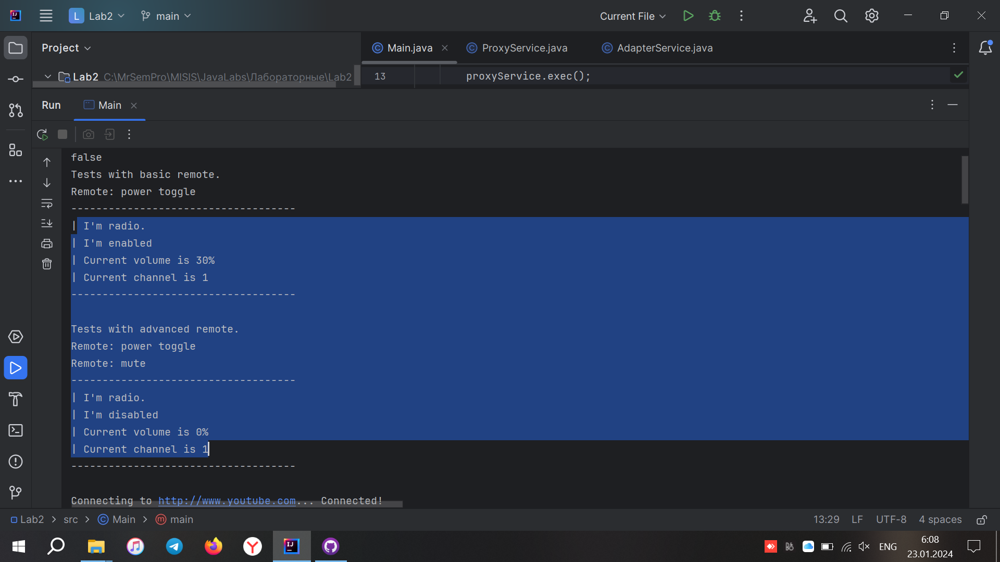 L Lab2 main Current File
Project Main.java ProxyService.java AdapterService.java
Lab2 C:\MrSemPro\MISIS\JavaLabs\Лабораторные\Lab2 13 proxyService.exec();
Run Main
false
Tests with basic remote.
Remote: power toggle
------------------------------------
| I'm radio.
| I'm enabled
| Current volume is 30%
| Current channel is 1
------------------------------------
Tests with advanced remote.
Remote: power toggle
Remote: mute
------------------------------------
| I'm radio.
| I'm disabled
| Current volume is 0%
| Current channel is 1
------------------------------------
Connecting to http://www.youtube.com... Connected!
Lab2 > src > Main > main 13:29 LF UTF-8 4 spaces
ENG 6:08
23.01.2024